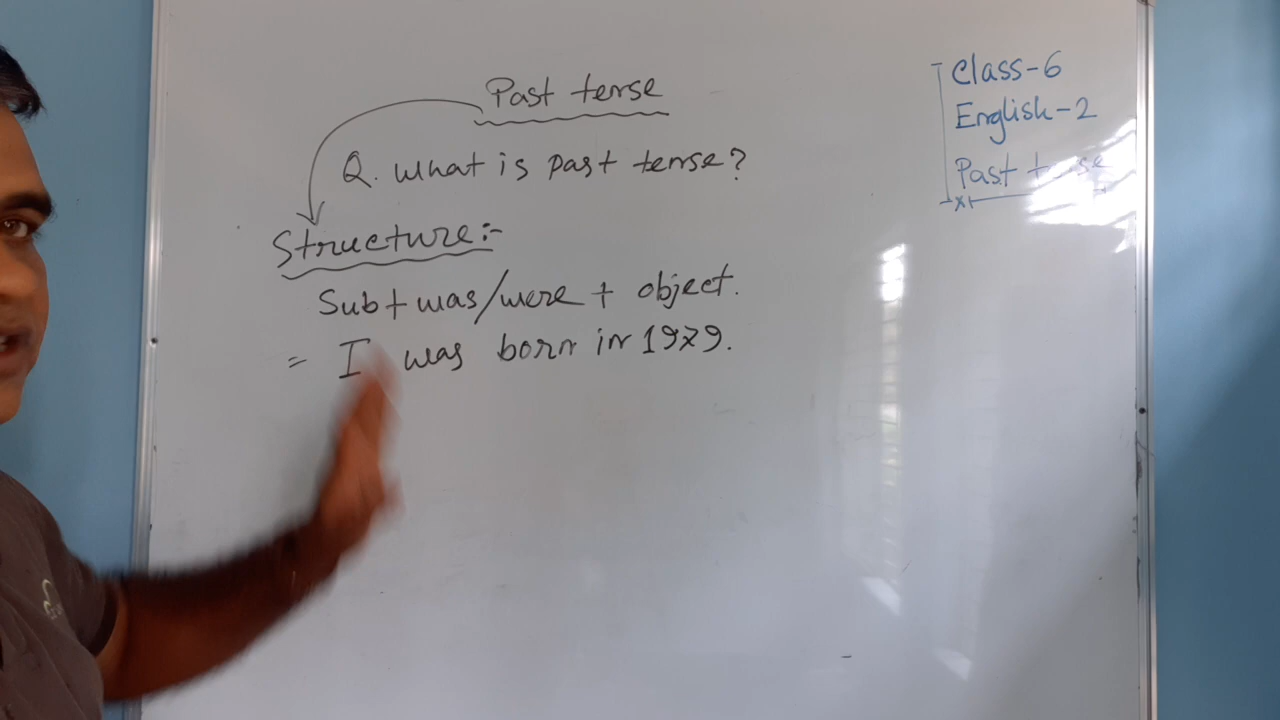 Past tense
Q. What is past tense?
Structure:-
Sub + was/were + object.
= I was born in 1979.
Class-6
English-2
Past